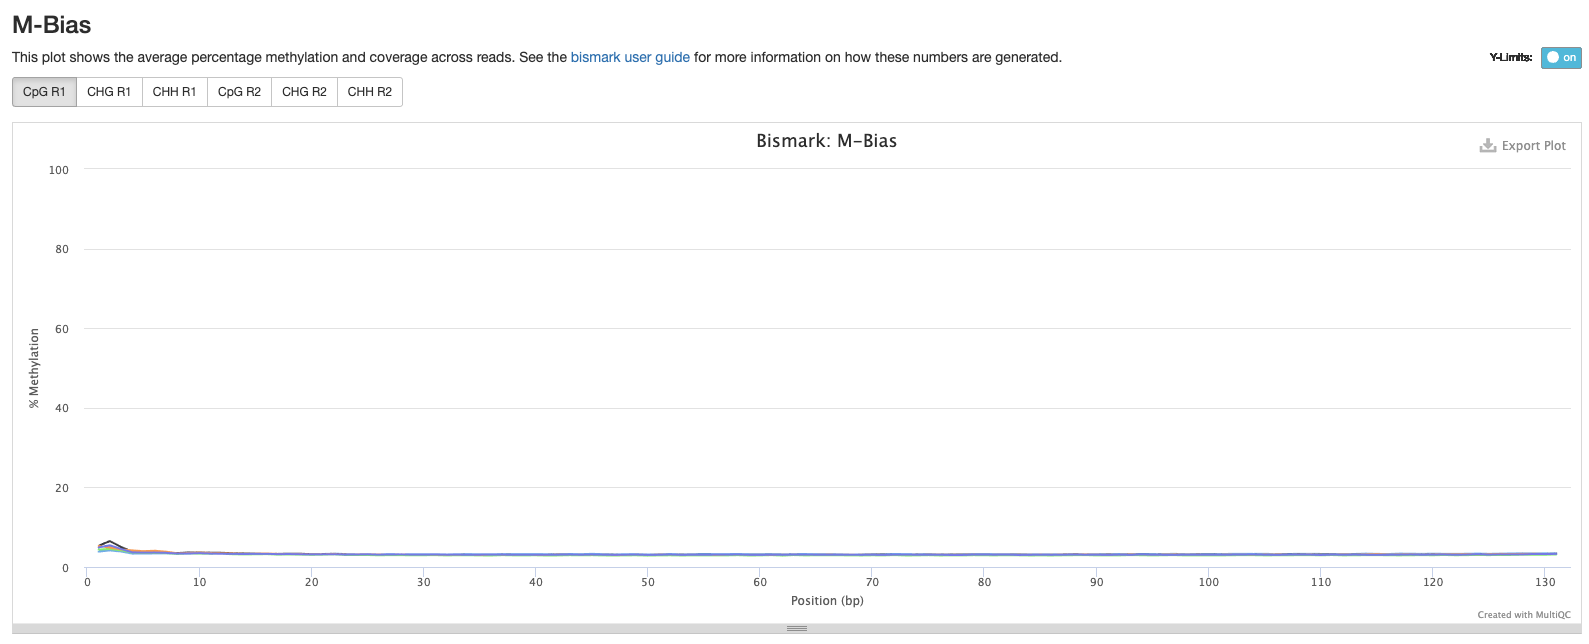 M-Bias
This plot shows the average percentage methylation and coverage across reads. See the bismark user guide for more information on how these numbers are generated.
Y-Limits: on
CpG R1 CHG R1 CHH R1 CpG R2 CHG R2 CHH R2
Bismark: M-Bias
Export Plot
100
80
60
40
20
0
% Methylation
0 10 20 30 40 50 60 70 80 90 100 110 120 130
Position (bp)
Created with MultiQC